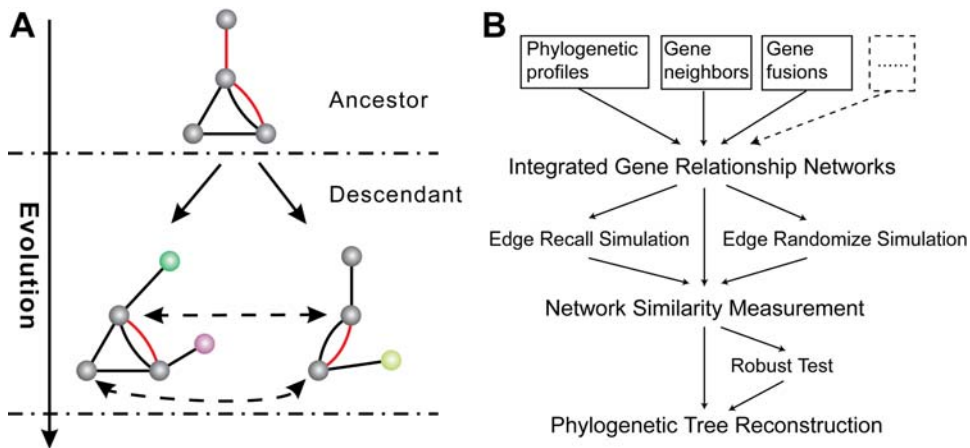 A
Evolution
Ancestor
Descendant
B
Phylogenetic
profiles
Gene
neighbors
Gene
fusions
......
Integrated Gene Relationship Networks
Edge Recall Simulation
Edge Randomize Simulation
Network Similarity Measurement
Robust Test
Phylogenetic Tree Reconstruction